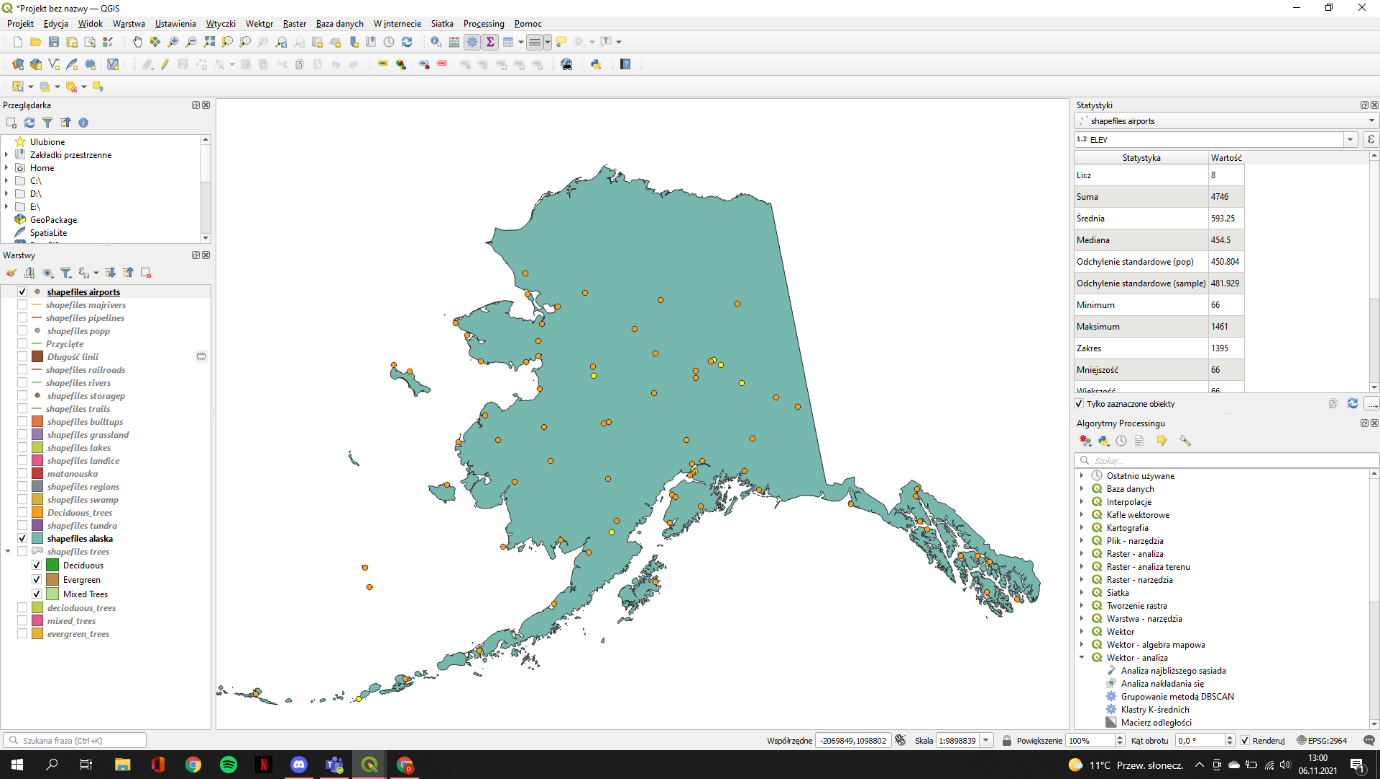 *Projekt bez nazwy — QGIS
Projekt Edycja Widok Warstwa Ustawienia Wtyczki Wektor Raster Baza danych W internecie Siatka Processing Pomoc
Przeglądarka
Ulubione
Zakładki przestrzenne
Home
C:\
D:\
E:\
GeoPackage
SpatiaLite
Warstwy
shapefiles airports
shapefiles majrivers
shapefiles pipelines
shapefiles popp
Przycięte
Długość linii
shapefiles railroads
shapefiles rivers
shapefiles storagep
shapefiles trails
shapefiles builtups
shapefiles grassland
shapefiles lakes
shapefiles landice
matanouska
shapefiles regions
shapefiles swamp
Deciduous_trees
shapefiles tundra
shapefiles alaska
shapefiles trees
Deciduous
Evergreen
Mixed Trees
decioduous_trees
mixed_trees
evergreen_trees
Statystyki
shapefiles airports
1.2 ELEV
ε
Statystyka Wartość
Licz 8
Suma 4746
Średnia 593.25
Mediana 454.5
Odchylenie standardowe (pop) 450.804
Odchylenie standardowe (sample) 481.929
Minimum 66
Maksimum 1461
Zakres 1395
Mniejszość 66
Większość 66
Tylko zaznaczone obiekty
Algorytmy Processingu
Szukaj...
Ostatnio używane
Baza danych
Interpolacje
Kafle wektorowe
Kartografia
Plik - narzędzia
Raster - analiza
Raster - analiza terenu
Raster - narzędzia
Siatka
Tworzenie rastra
Warstwa - narzędzia
Wektor
Wektor - algebra mapowa
Wektor - analiza
Analiza najbliższego sąsiada
Analiza nakładania się
Grupowanie metodą DBSCAN
Klastry K-średnich
Macierz odległości
Szukana fraza (Ctrl+K)
Współrzędne -2069849,1098802 Skala 1:9898839 Powiększenie 100% Kąt obrotu 0,0 ° Renderuj EPSG:2964
11°C Przew. słonecz.
13:00
06.11.2021